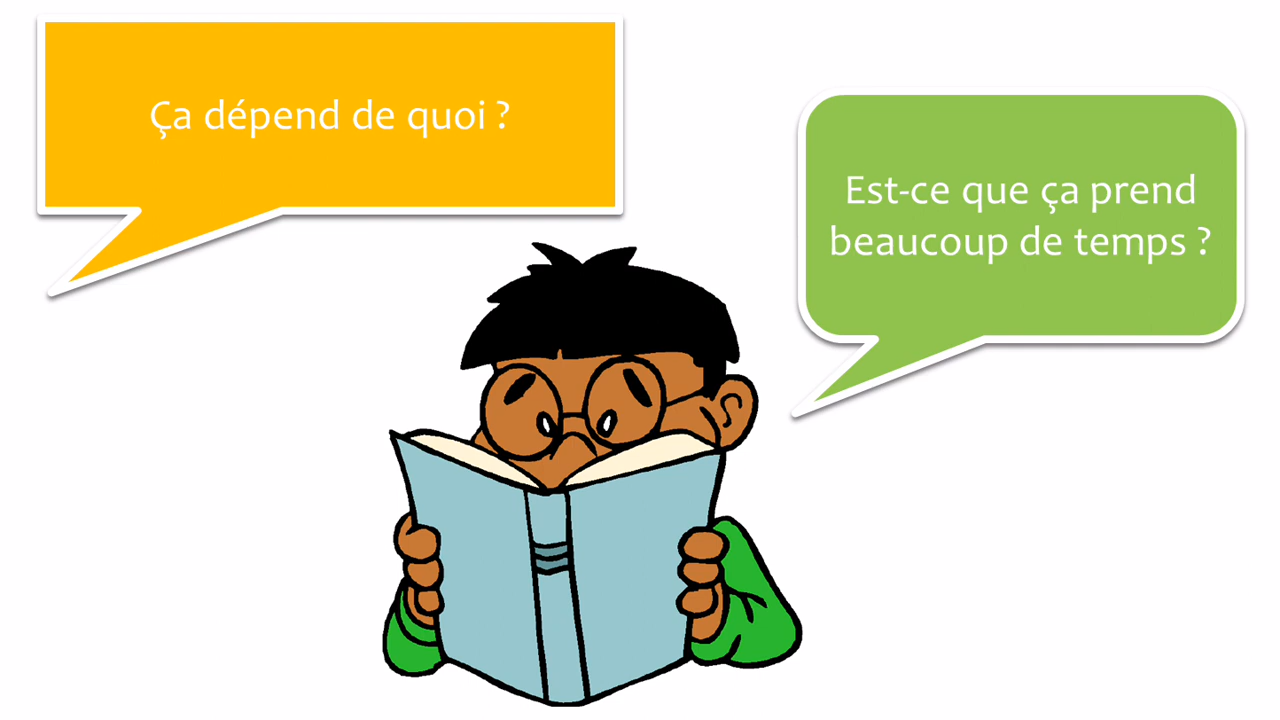 Ça dépend de quoi ?
Est-ce que ça prend
beaucoup de temps ?